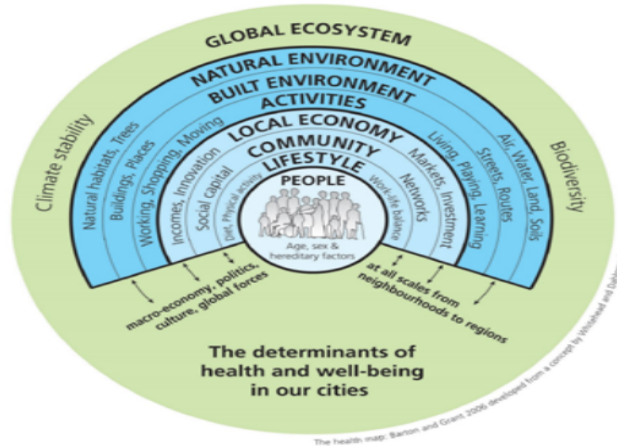 GLOBAL ECOSYSTEM
Climate stability
Biodiversity
NATURAL ENVIRONMENT
Natural habitats, Trees
Air, Water, Land, Soils
BUILT ENVIRONMENT
Buildings, Places
Streets, Routes
ACTIVITIES
Working, Shopping, Moving
Living, Playing, Learning
LOCAL ECONOMY
Incomes, Innovation
Markets, Investment
COMMUNITY
Social Capital
Networks
LIFESTYLE
Diet, Physical activity
Work-life balance
PEOPLE
Age, sex &
hereditary factors
macro-economy, politics,
culture, global forces
at all scales from
neighbourhoods to regions
The determinants of
health and well-being
in our cities
The health map: Barton and Grant 2006 developed from a concept by Whitehead and